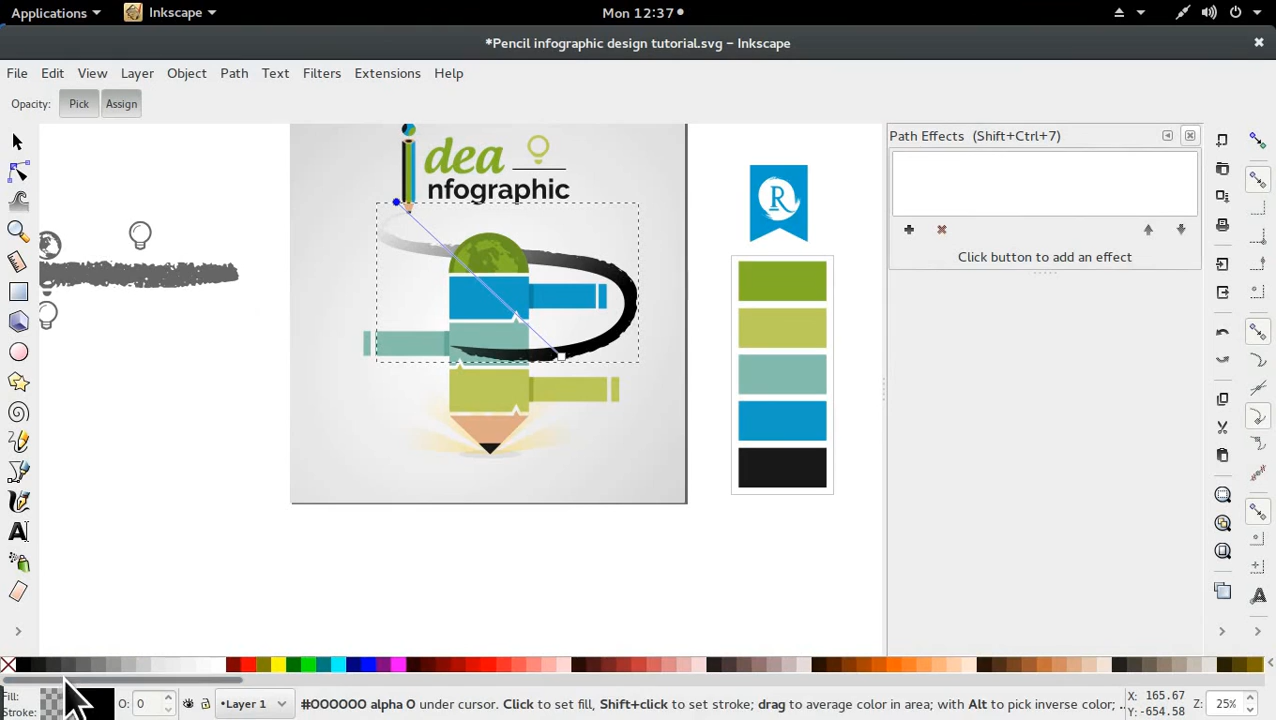 Applications
Inkscape
Mon 12:37
*Pencil infographic design tutorial.svg – Inkscape
File Edit View Layer Object Path Text Filters Extensions Help
Opacity: Pick Assign
Path Effects (Shift+Ctrl+7)
idea
nfographic
R
Click button to add an effect
Fill:
Stroke:
O: 0
•Layer 1
#000000 alpha 0 under cursor. Click to set fill, Shift+click to set stroke; drag to average color in area; with Alt to pick inverse color; ..
X: 165.67
Y: -654.58
Z: 25%